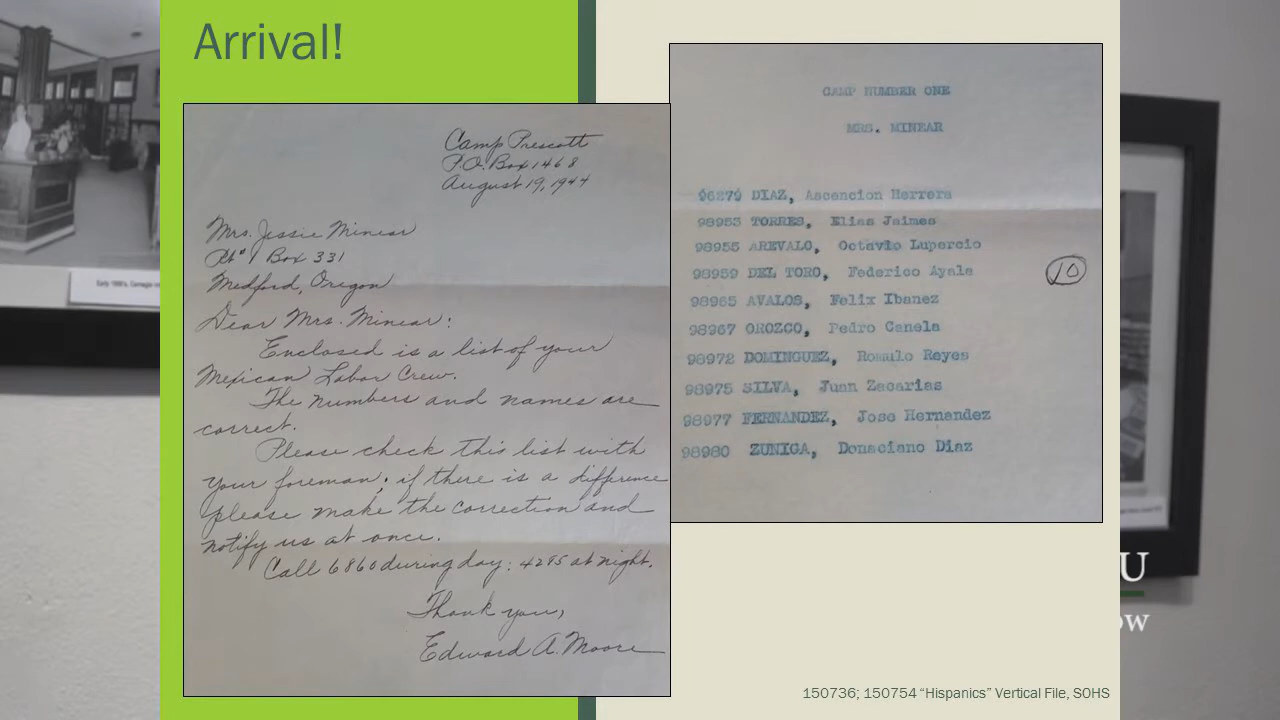 Arrival!
Camp Prescott
P.O. Box 1468
August 19, 1944
Mrs. Jessie Minear
Rt #1 Box 331
Medford, Oregon
Dear Mrs. Minear:
Enclosed is a list of your
Mexican Labor Crew.
The numbers and names are
correct.
Please check this list with
your foreman; if there is a difference
please make the correction and
notify us at once.
Call 6860 during day; 4295 at night.
Thank you,
Edward A. Moore
CAMP NUMBER ONE
MRS. MINEAR
96279 DIAZ, Ascencion Herrera
98953 TORRES, Elias Jaimes
98955 AREVALO, Octavio Lupercio
98959 DEL TORO, Federico Ayala
10
98965 AVALOS, Felix Ibanez
98967 OROZCO, Pedro Canela
98972 DOMINGUEZ, Romulo Reyes
98975 SILVA, Juan Zacarias
98977 FERNANDEZ, Jose Hernandez
98980 ZUNIGA, Donaciano Diaz
150736; 150754 “Hispanics” Vertical File, SOHS
Early 1900's, Carnegie
U
ow